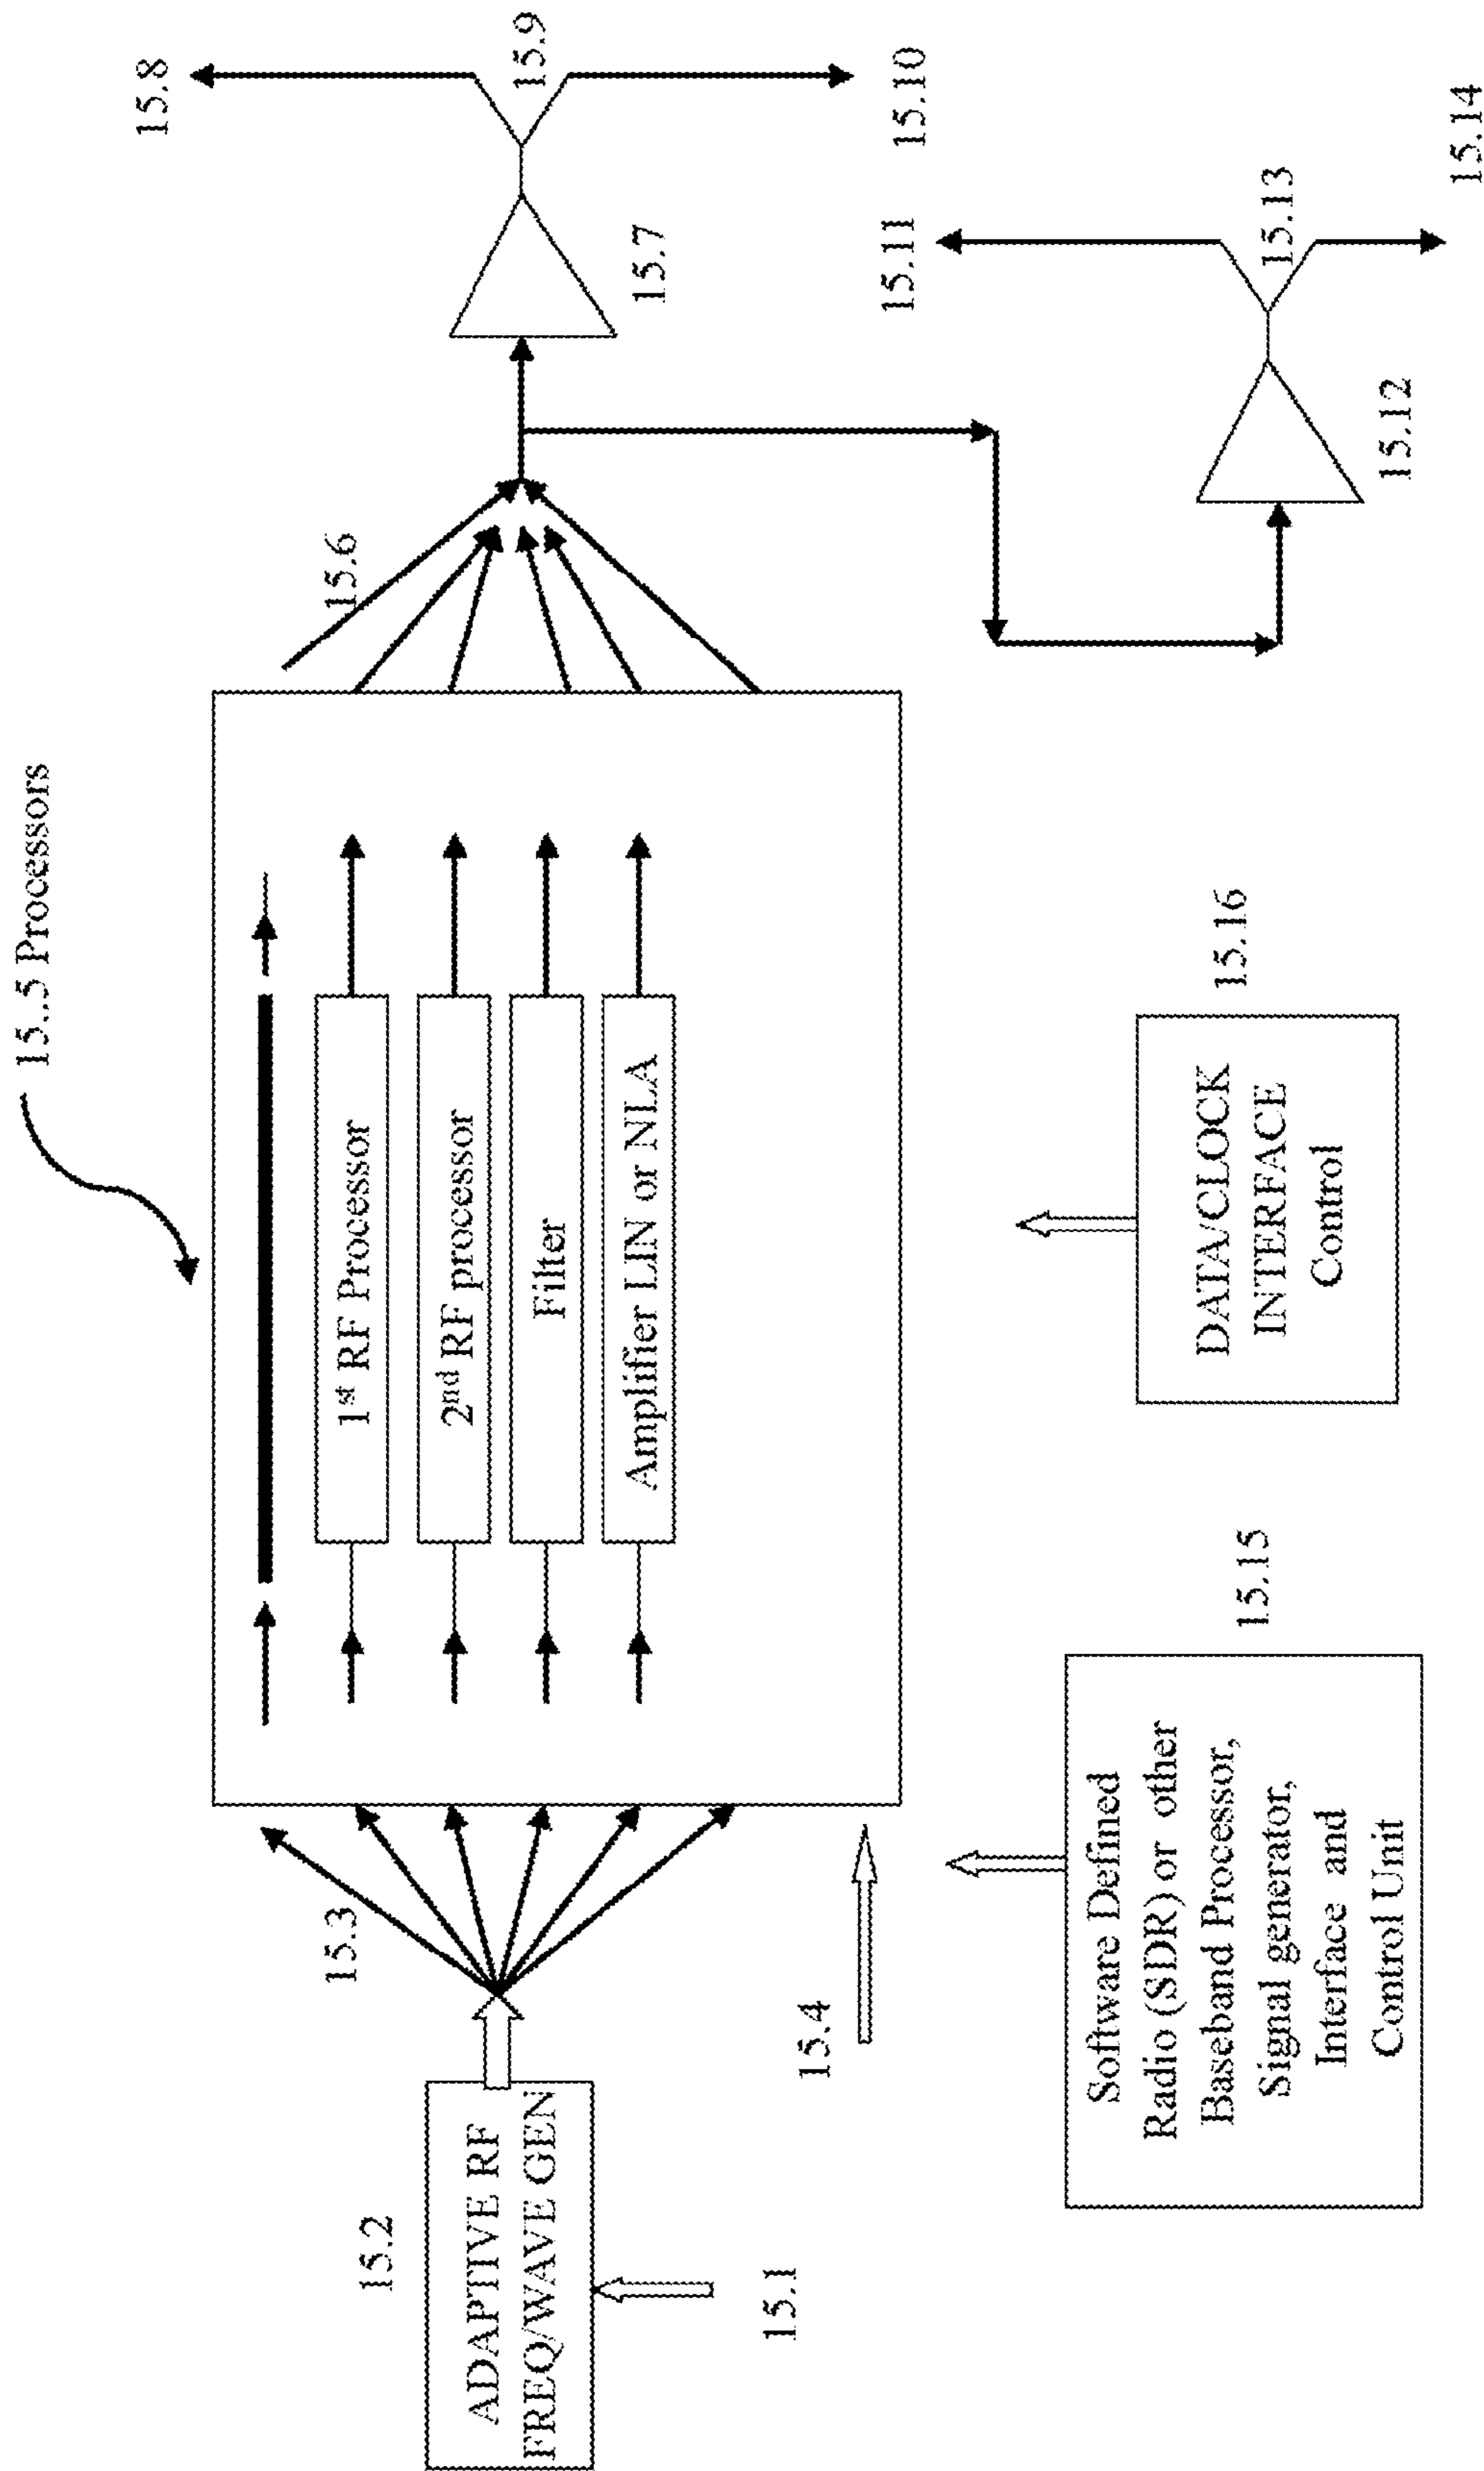 15..5 Processors
15.8
15.9
15.10
15.7
15.6
15.3
15.2
ADAPTIVE RF
FREQ/WAVE GEN
15.1
1st RF Processor
2nd RF processor
Filter
Amplifier LIN or NLA
15.4
15.11
15.13
15.14
15.12
Software Defined
Radio (SDR) or other
Baseband Processor,
Signal generator,
Interface and
Control Unit
15.15
DATA/CLOCK
INTERFACE
Control
15.16